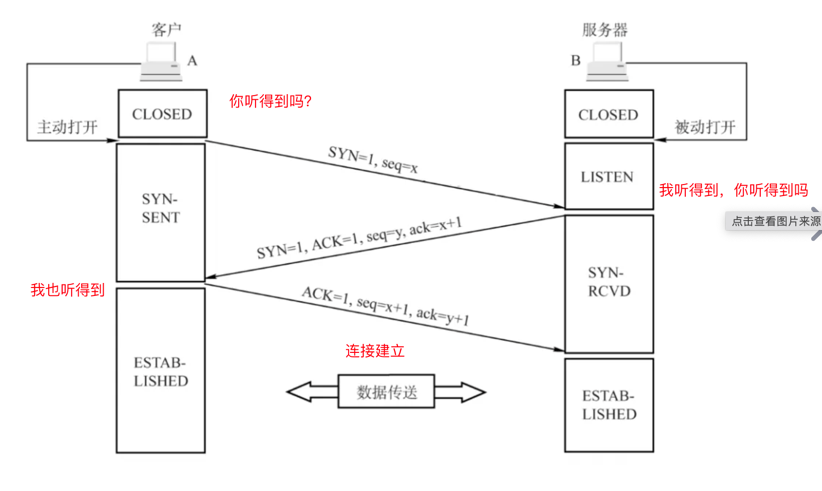 客户
服务器
A
B
你听得到吗?
CLOSED
CLOSED
主动打开
被动打开
SYN=1, seq=x
LISTEN
SYN-
SENT
我听得到，你听得到吗
点击查看图片来源
SYN=1, ACK=1, seq=y, ack=x+1
SYN-
RCVD
我也听得到
ACK=1, seq=x+1, ack=y+1
连接建立
ESTAB-
LISHED
数据传送
ESTAB-
LISHED